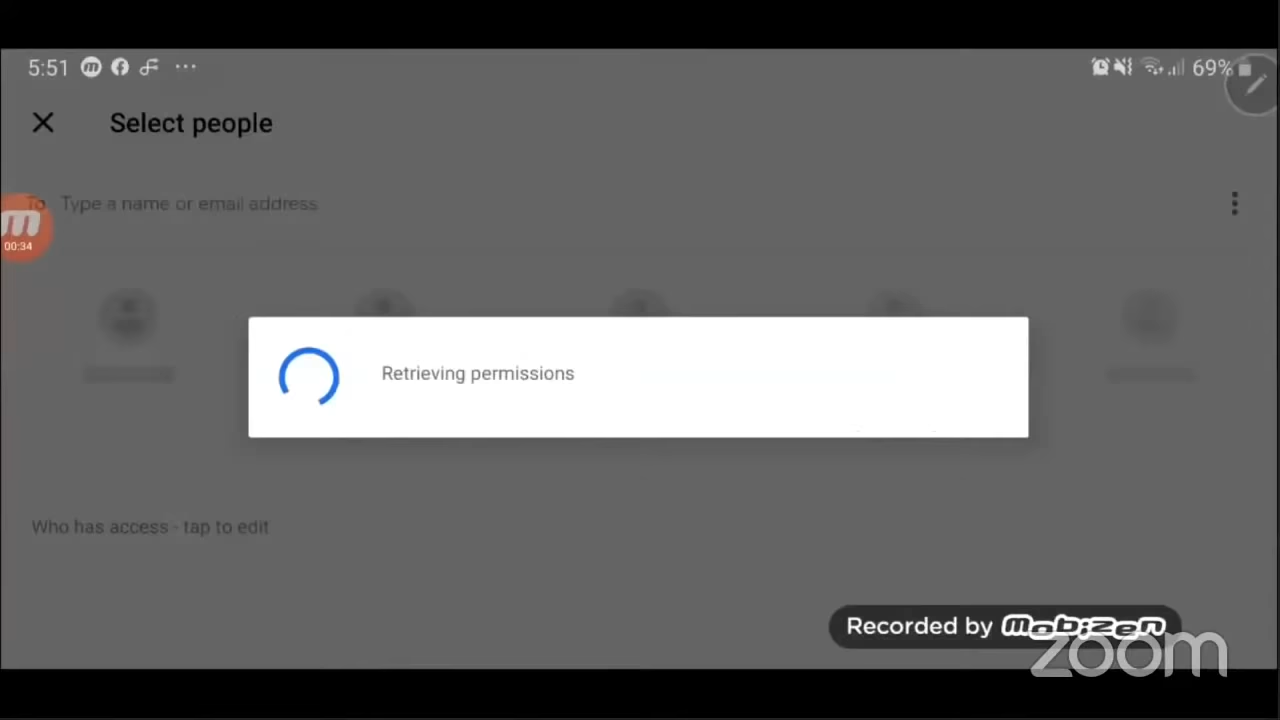 5:51
69%
Select people
To Type a name or email address
00:34
Retrieving permissions
Who has access - tap to edit
Recorded by mobizen
zoom